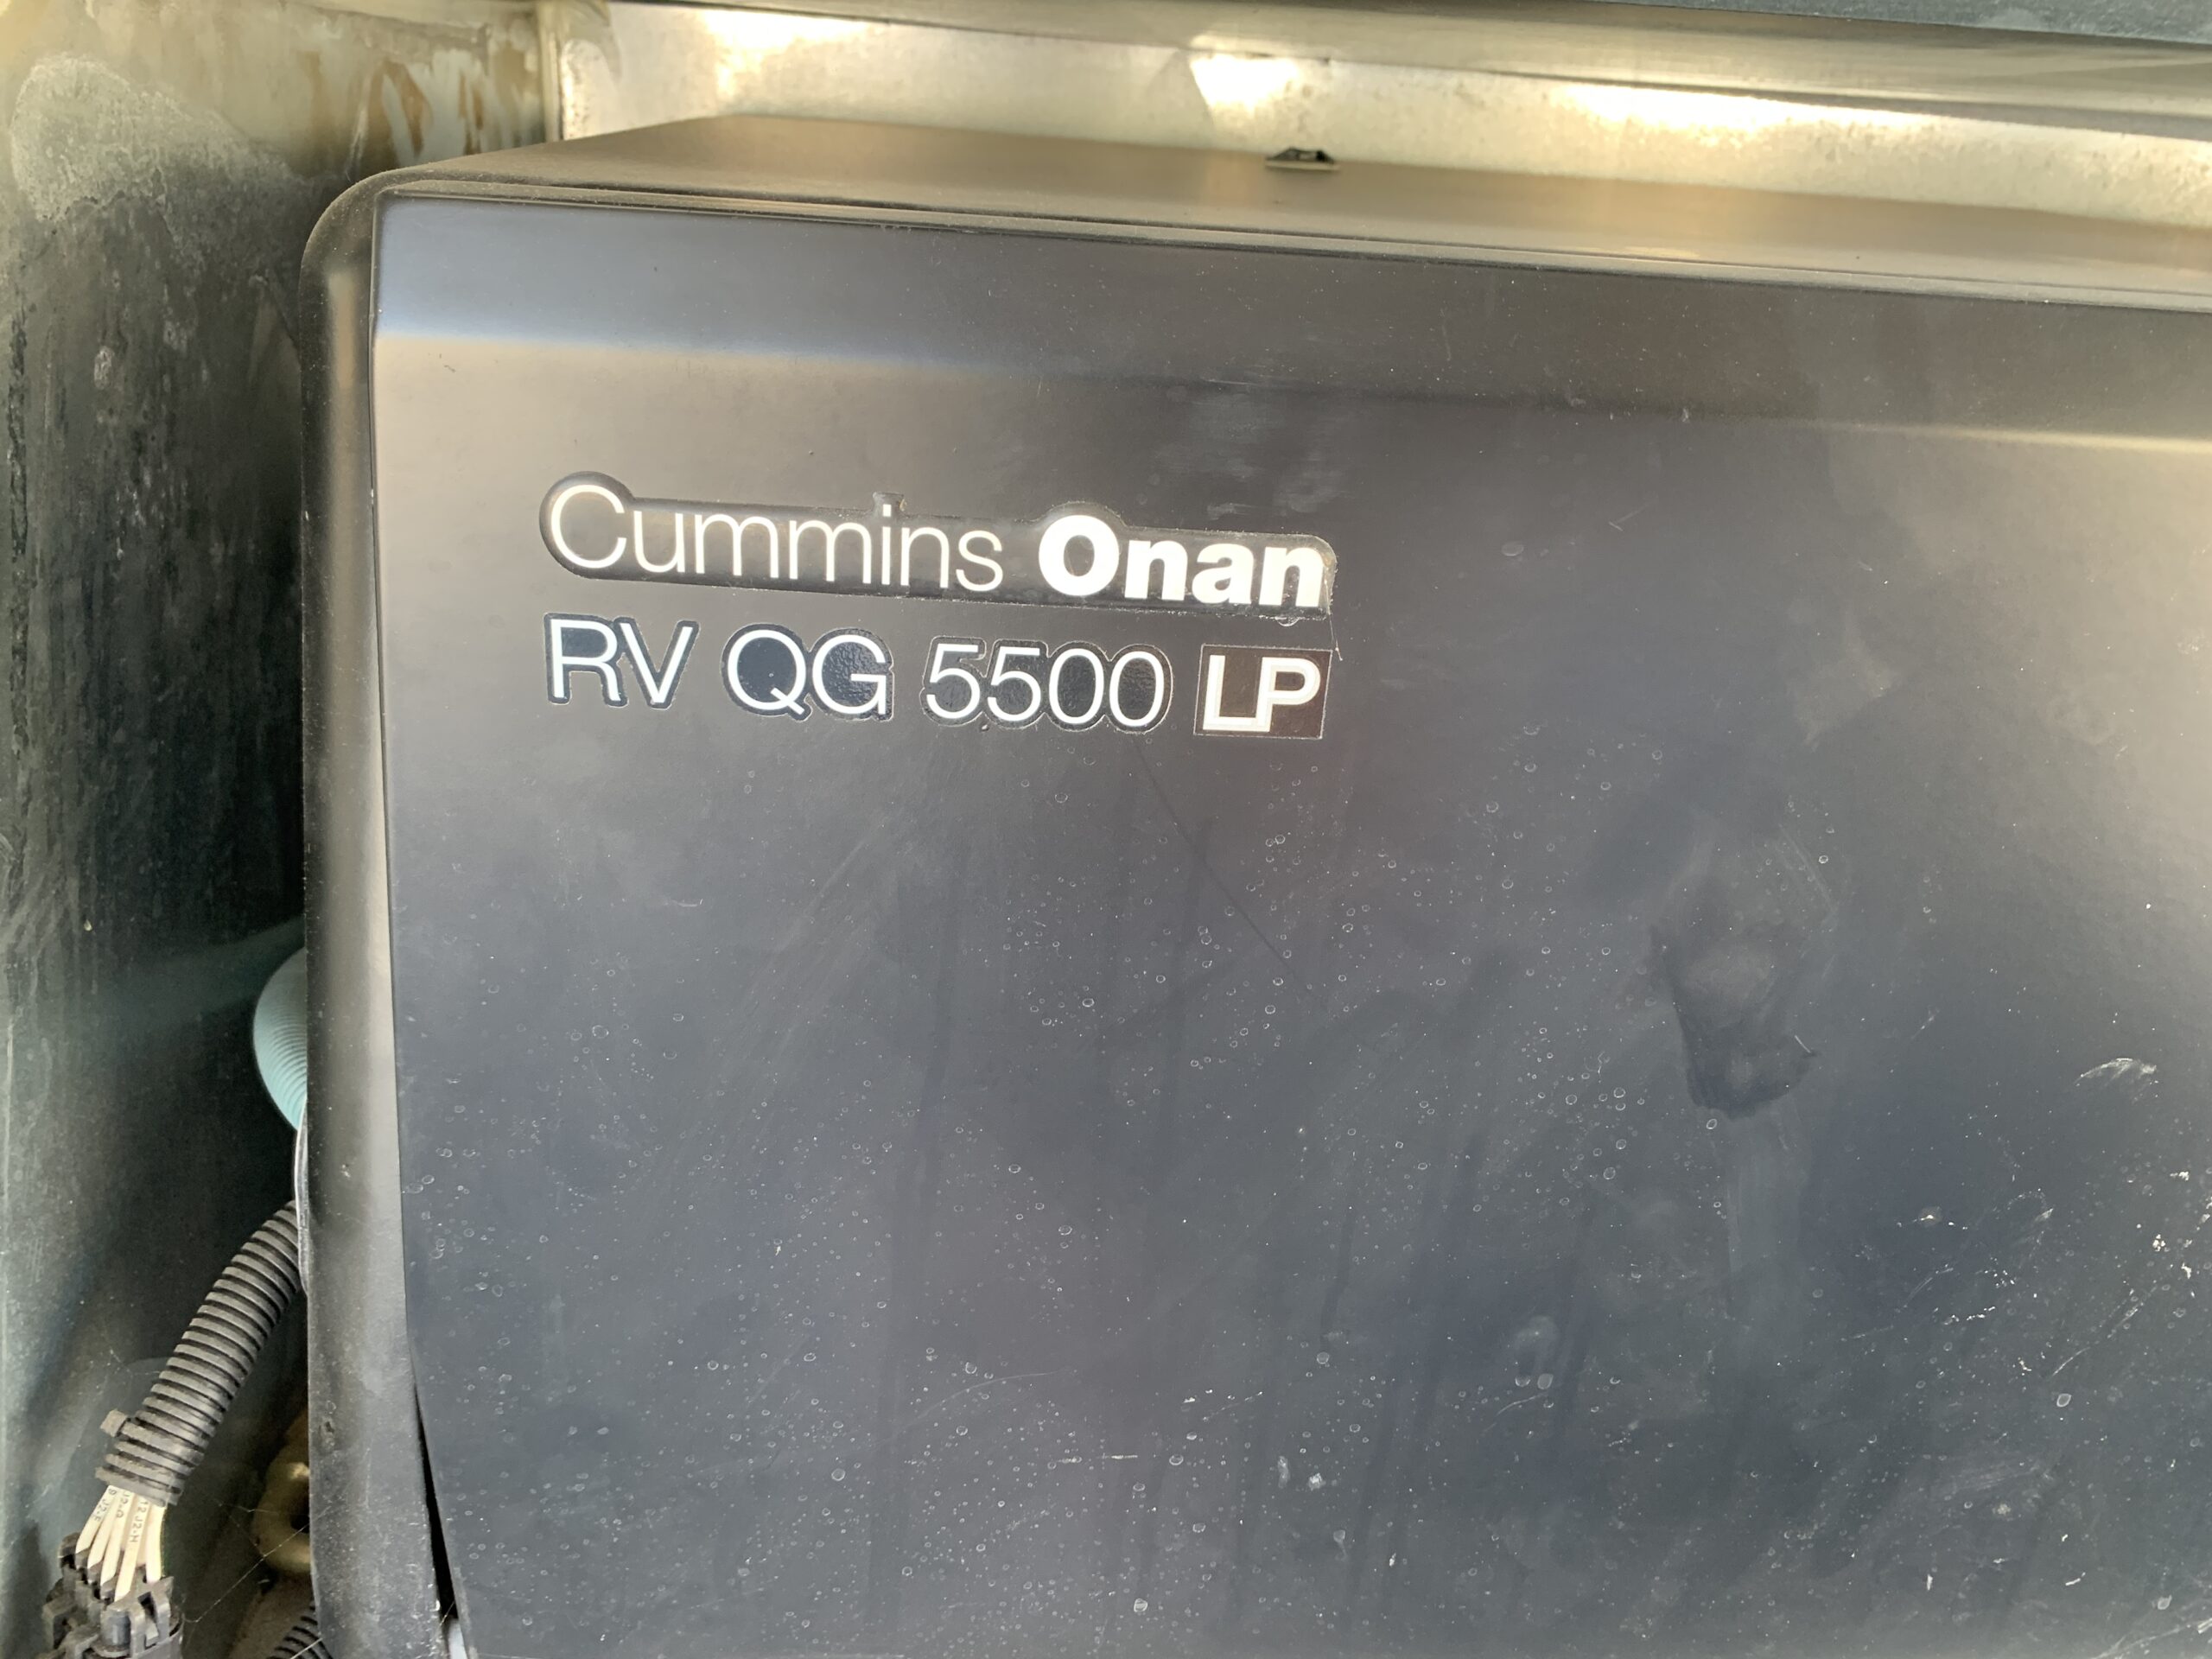 Cummins Onan
RV QG 5500 LP